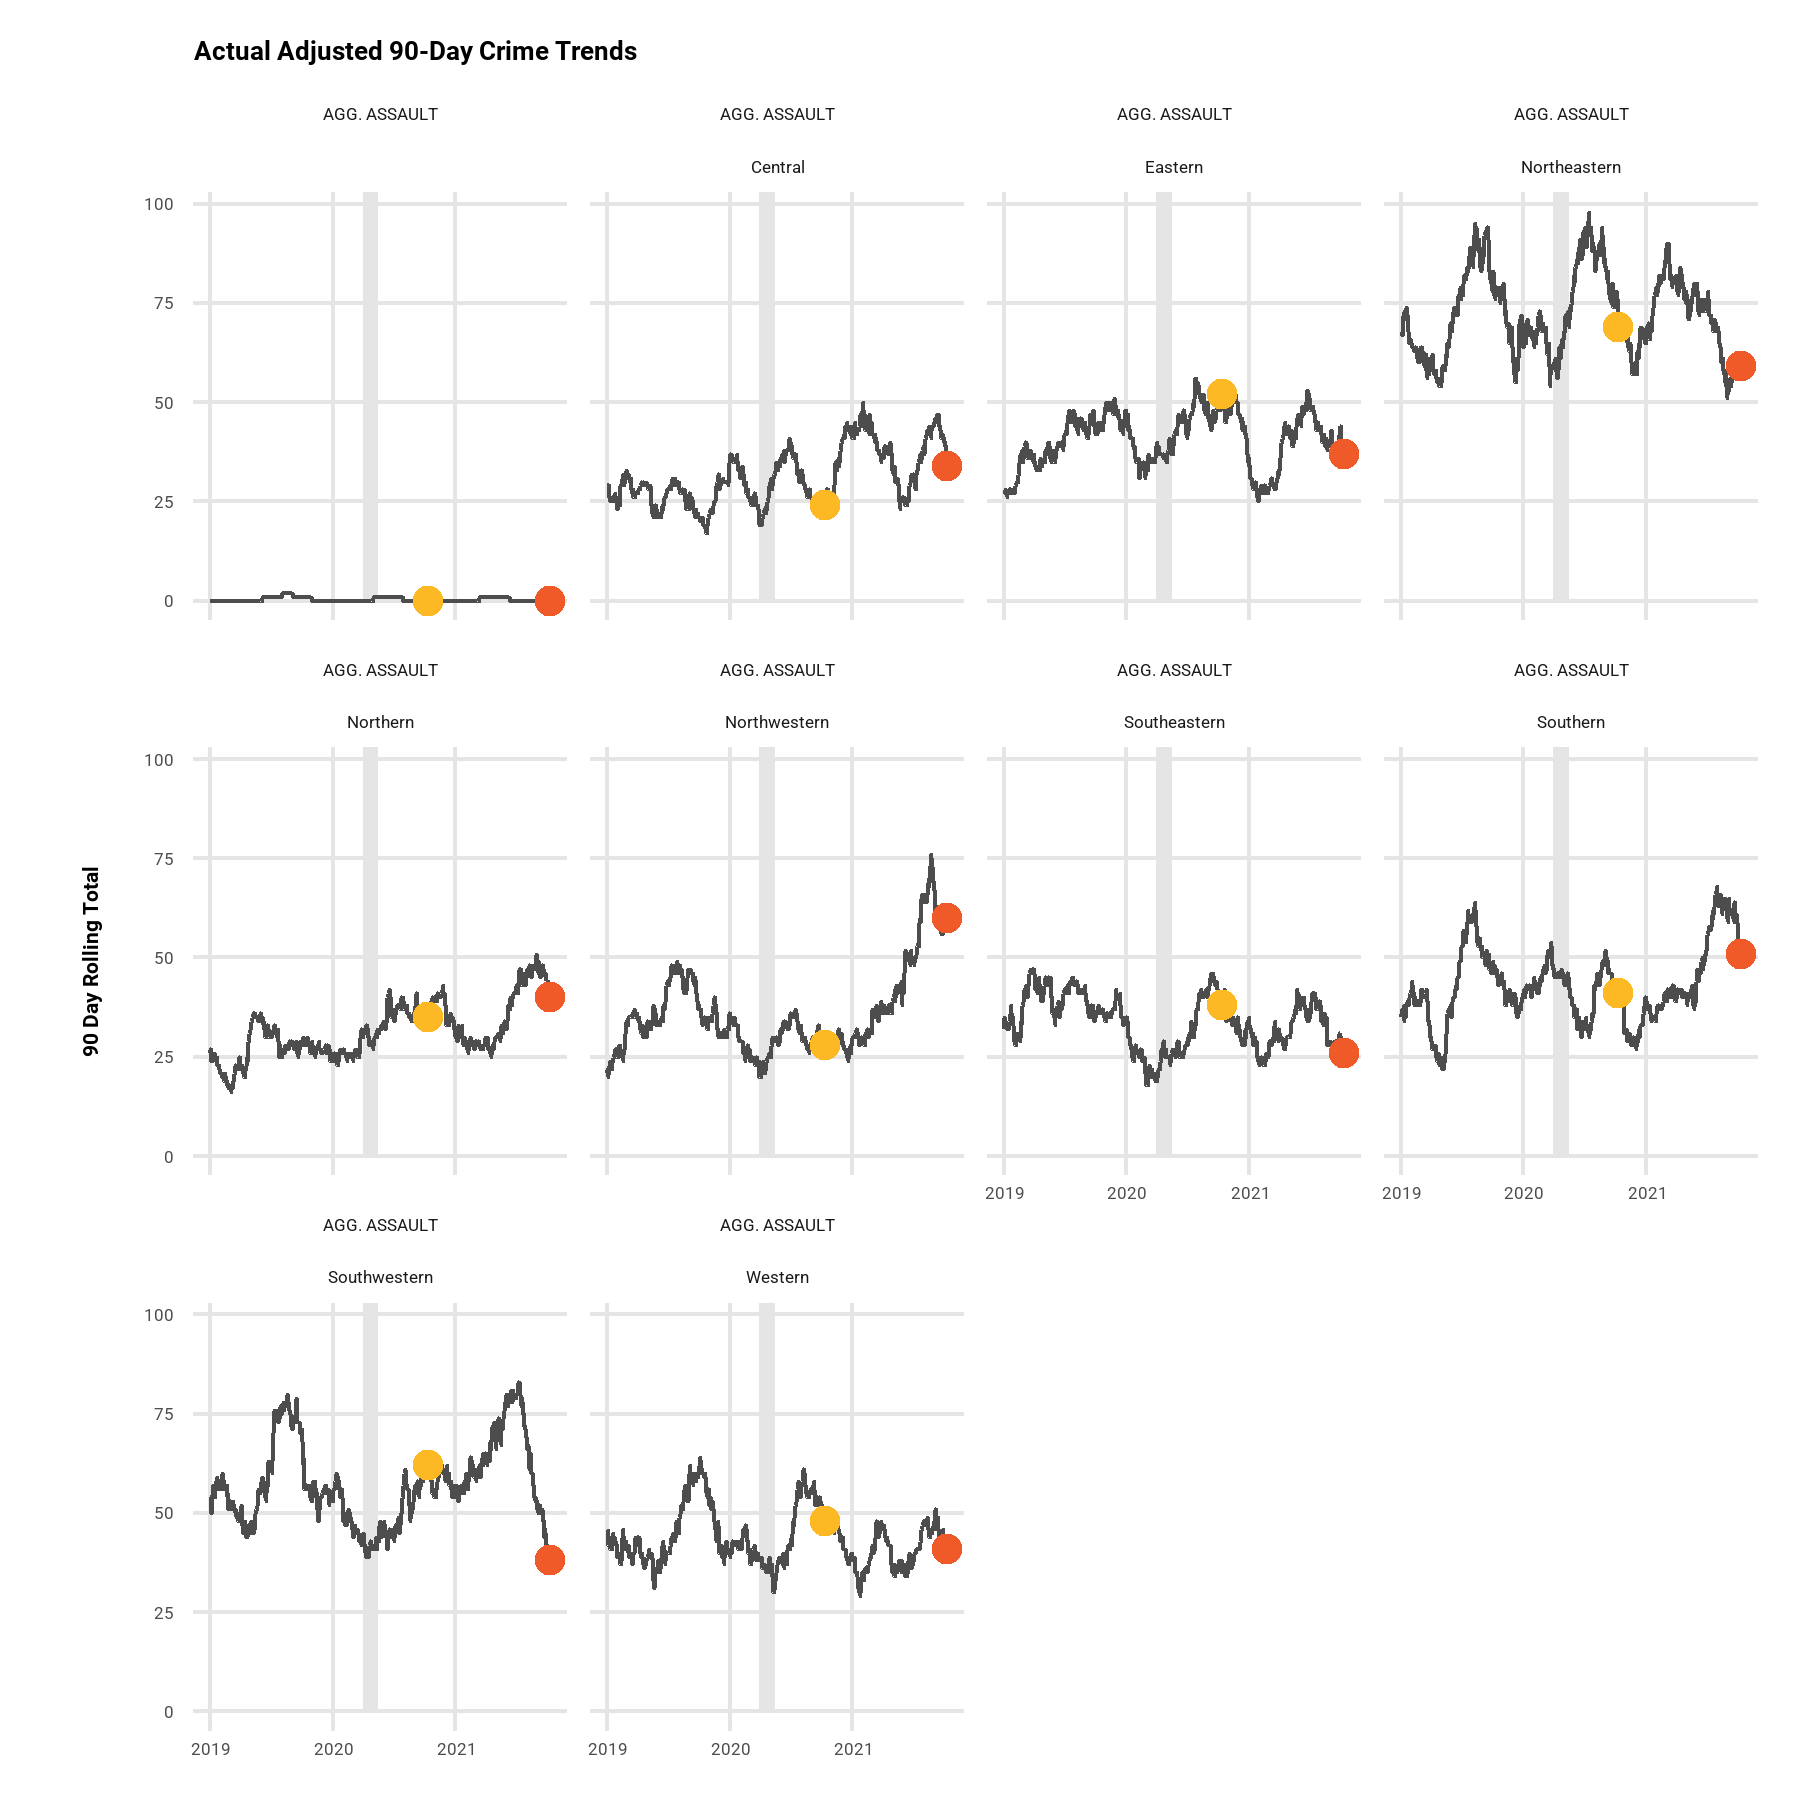 Actual Adjusted 90-Day Crime Trends
AGG. ASSAULT
AGG. ASSAULT
AGG. ASSAULT
AGG. ASSAULT
Central
Eastern
Northeastern
100
75
50
25
0
AGG. ASSAULT
AGG. ASSAULT
AGG. ASSAULT
AGG. ASSAULT
Northern
Northwestern
Southeastern
Southern
90 Day Rolling Total
100
75
50
25
0
2019 2020 2021
2019 2020 2021
AGG. ASSAULT
AGG. ASSAULT
Southwestern
Western
100
75
50
25
0
2019 2020 2021
2019 2020 2021